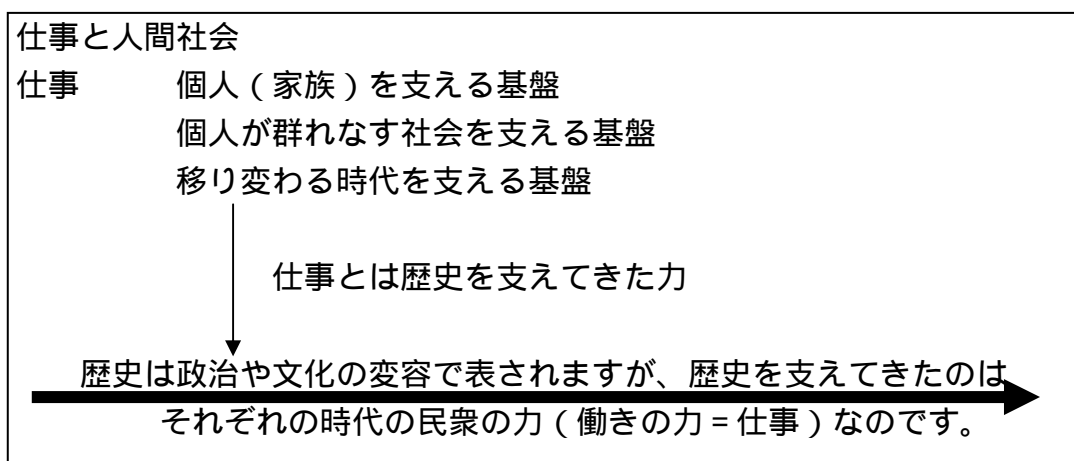 仕事と人間社会
仕事　　個人（家族）を支える基盤
個人が群れなす社会を支える基盤
移り変わる時代を支える基盤
仕事とは歴史を支えてきた力
歴史は政治や文化の変容で表されますが、歴史を支えてきたのは
それぞれの時代の民衆の力（働きの力＝仕事）なのです。